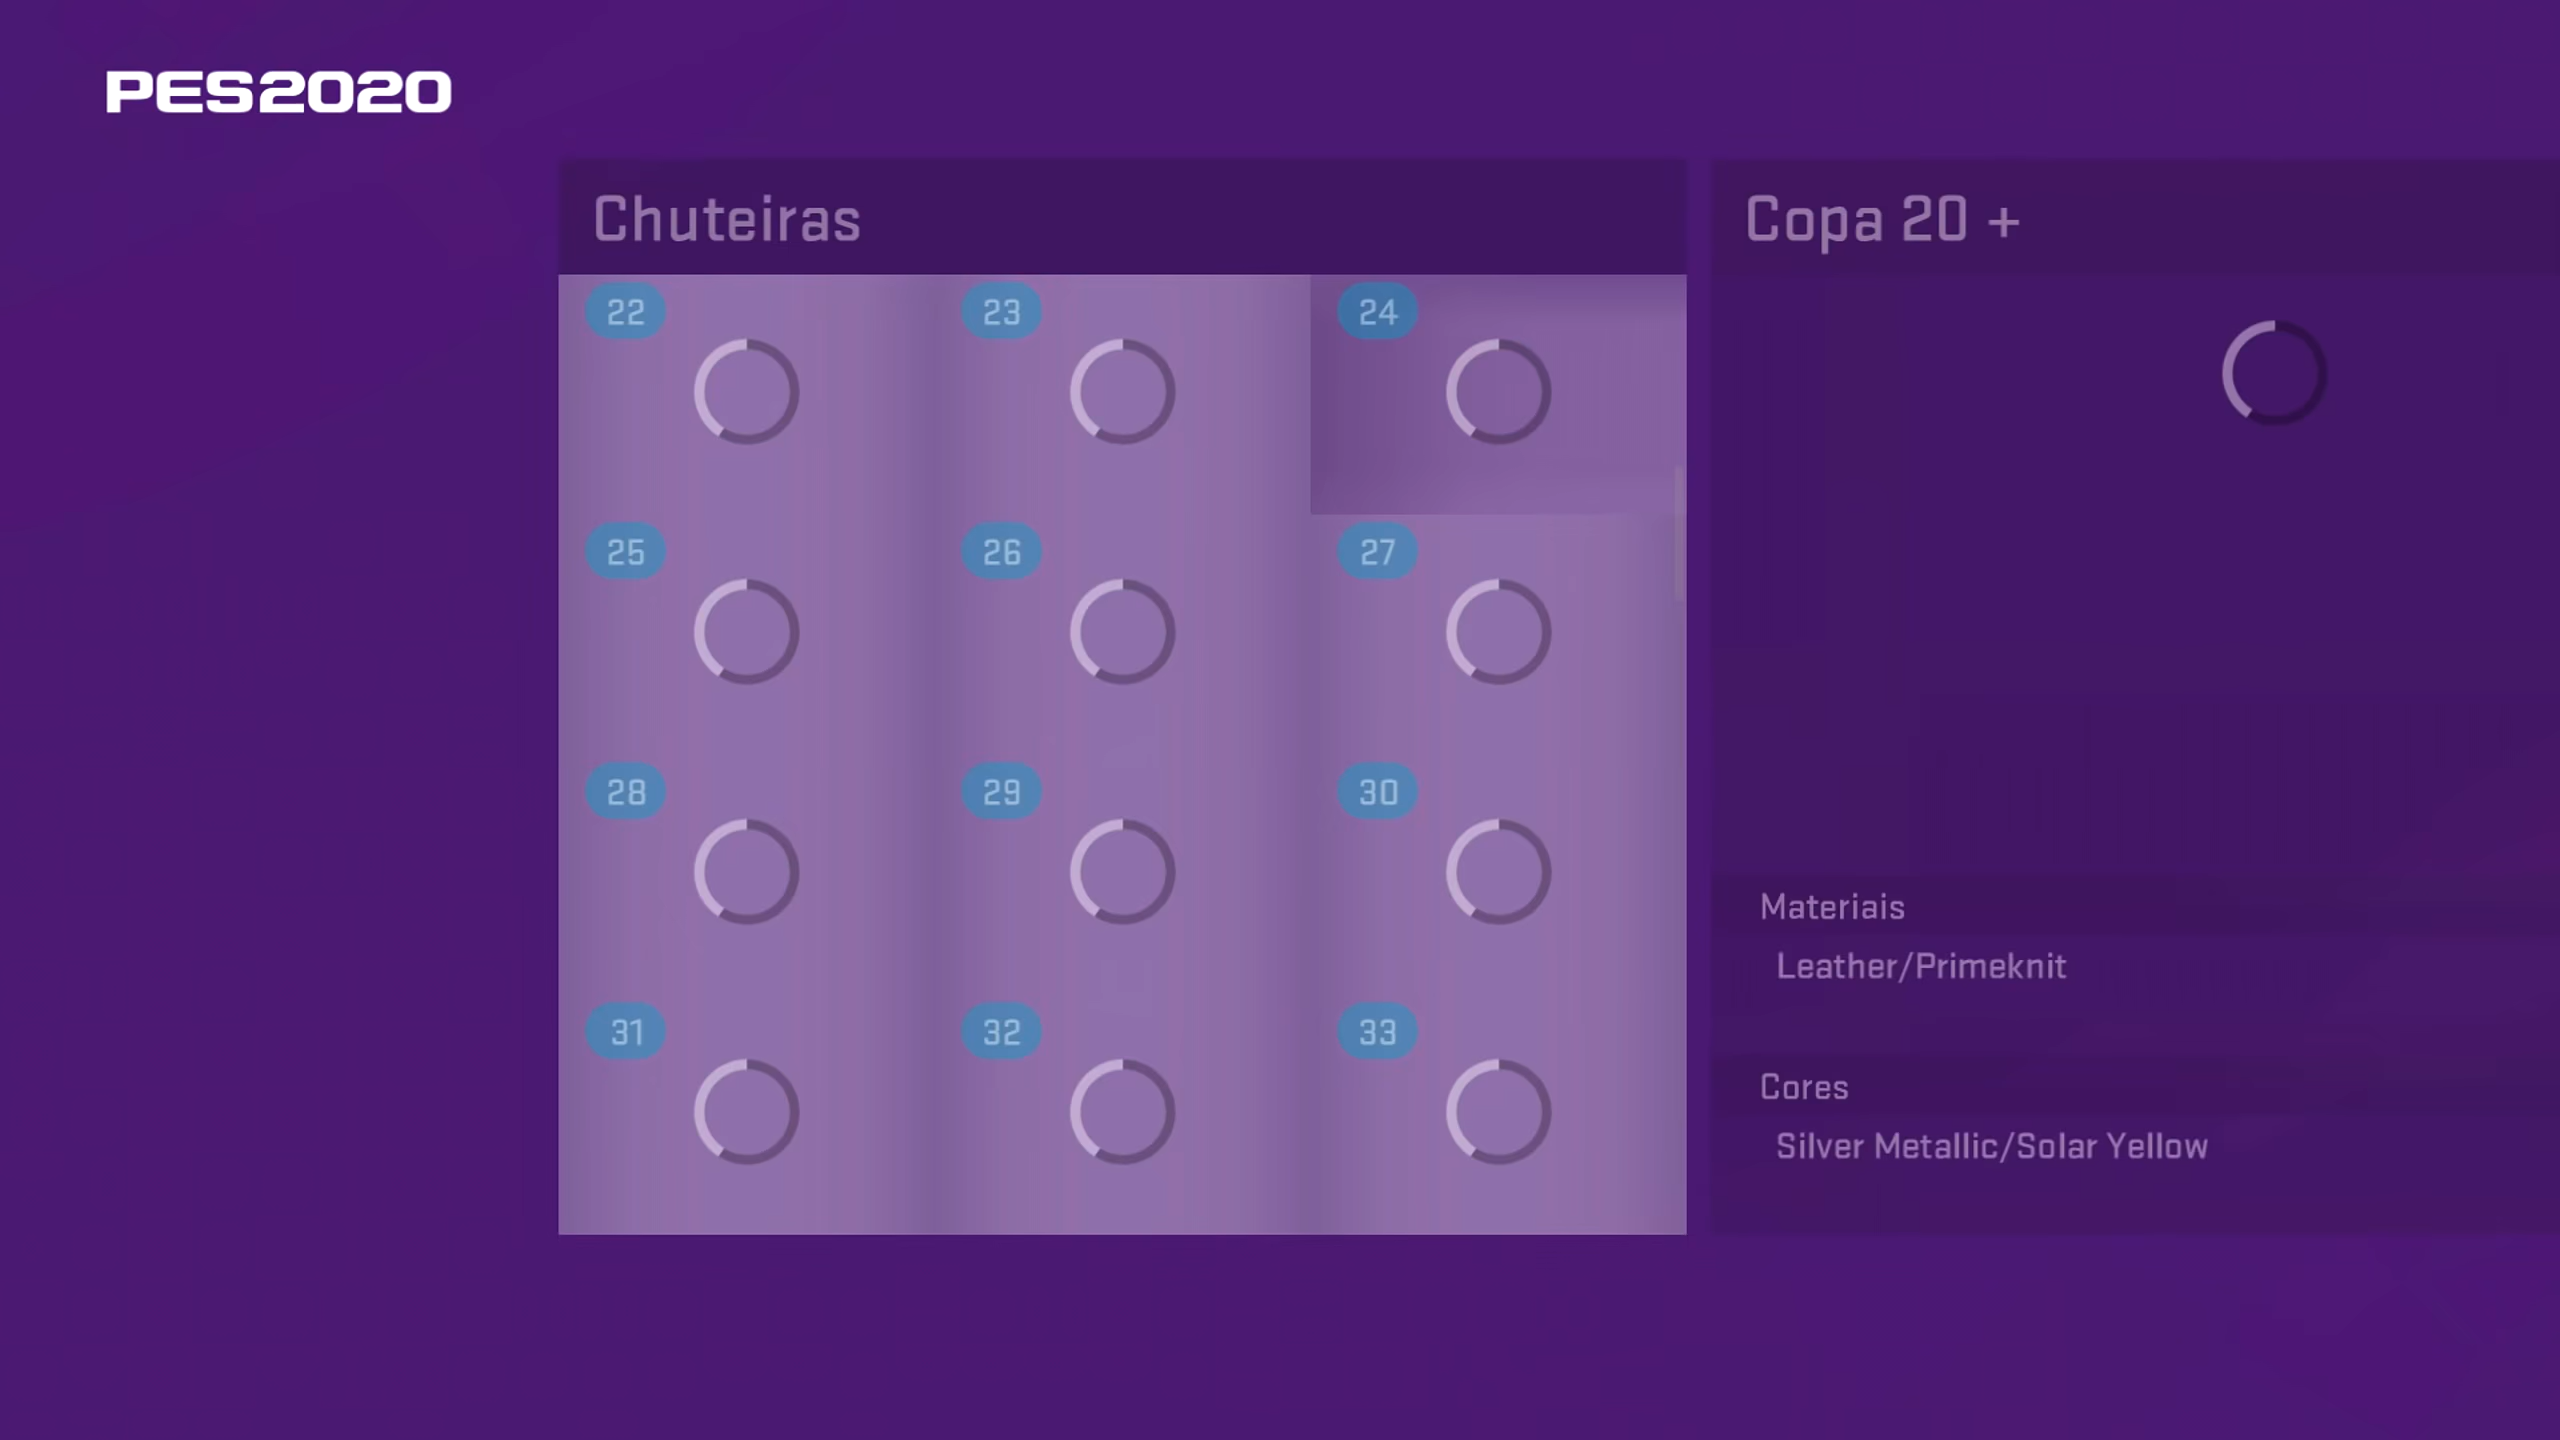 PES2020
Chuteiras
22
23
24
25
26
27
28
29
30
31
32
33
Copa 20 +
Materiais
Leather/Primeknit
Cores
Silver Metallic/Solar Yellow